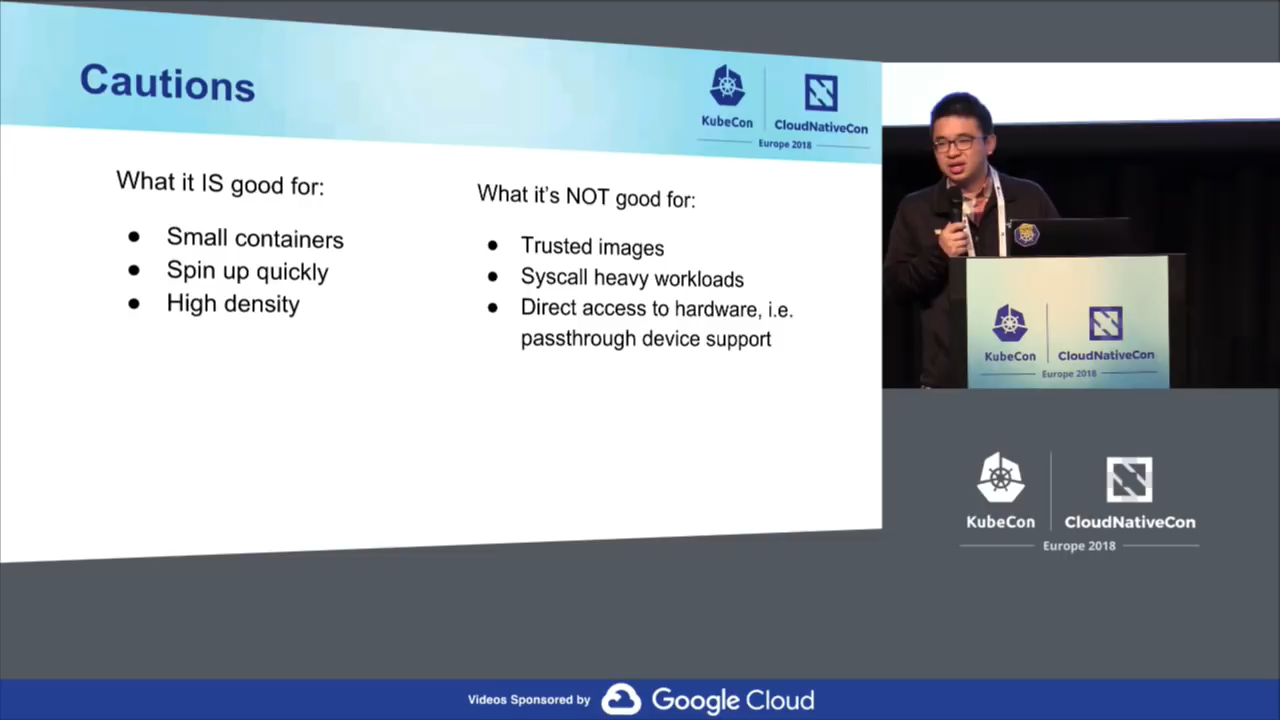 Cautions
KubeCon
CloudNativeCon
Europe 2018
What it IS good for:
● Small containers
● Spin up quickly
● High density
What it's NOT good for:
● Trusted images
● Syscall heavy workloads
● Direct access to hardware, i.e.
passthrough device support
KubeCon
CloudNativeCon
Europe 2018
KubeCon
CloudNativeCon
Europe 2018
Videos Sponsored by Google Cloud